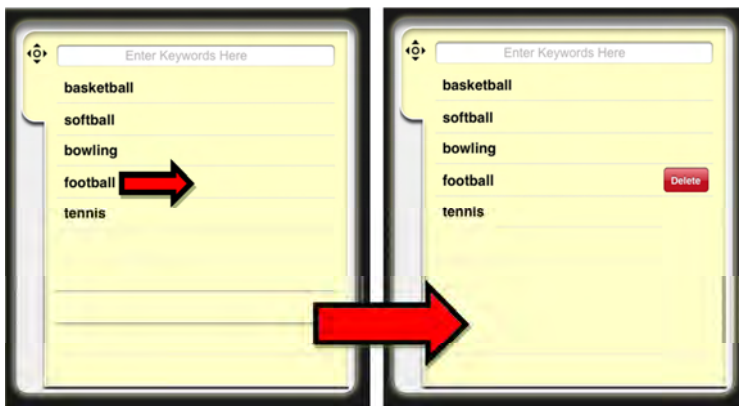 Enter Keywords Here
basketball
softball
bowling
football
tennis
Enter Keywords Here
basketball
softball
bowling
football Delete
tennis